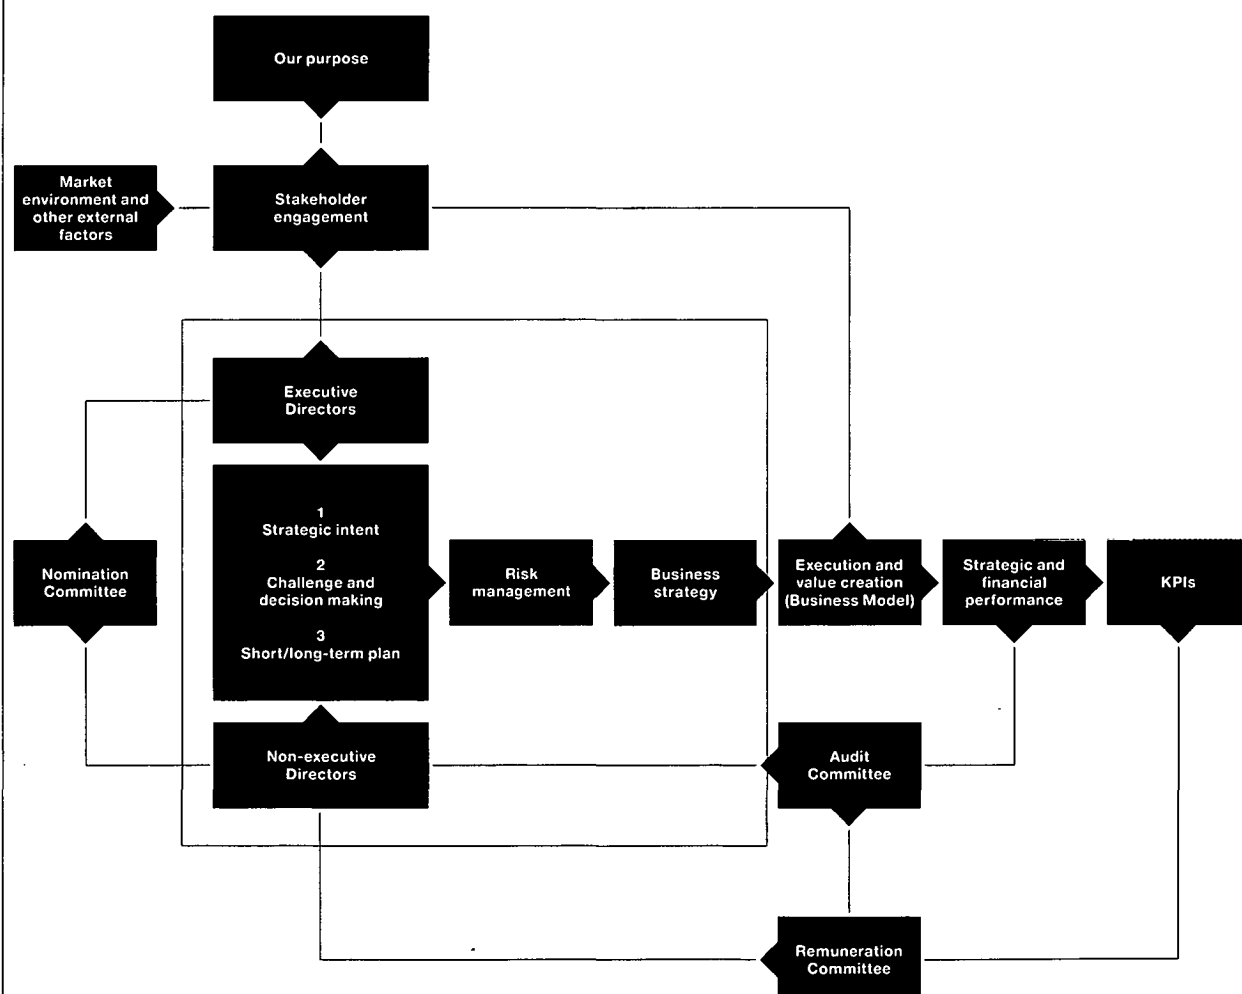 Our purpose
Market
environment and
other external
factors
Stakeholder
engagement
Executive
Directors
1
Strategic intent
2
Challenge and
decision making
3
Short/long-term plan
Nomination
Committee
Risk
management
Business
strategy
Execution and
value creation
(Business Model)
Strategic and
financial
performance
KPIs
Non-executive
Directors
Audit
Committee
Remuneration
Committee